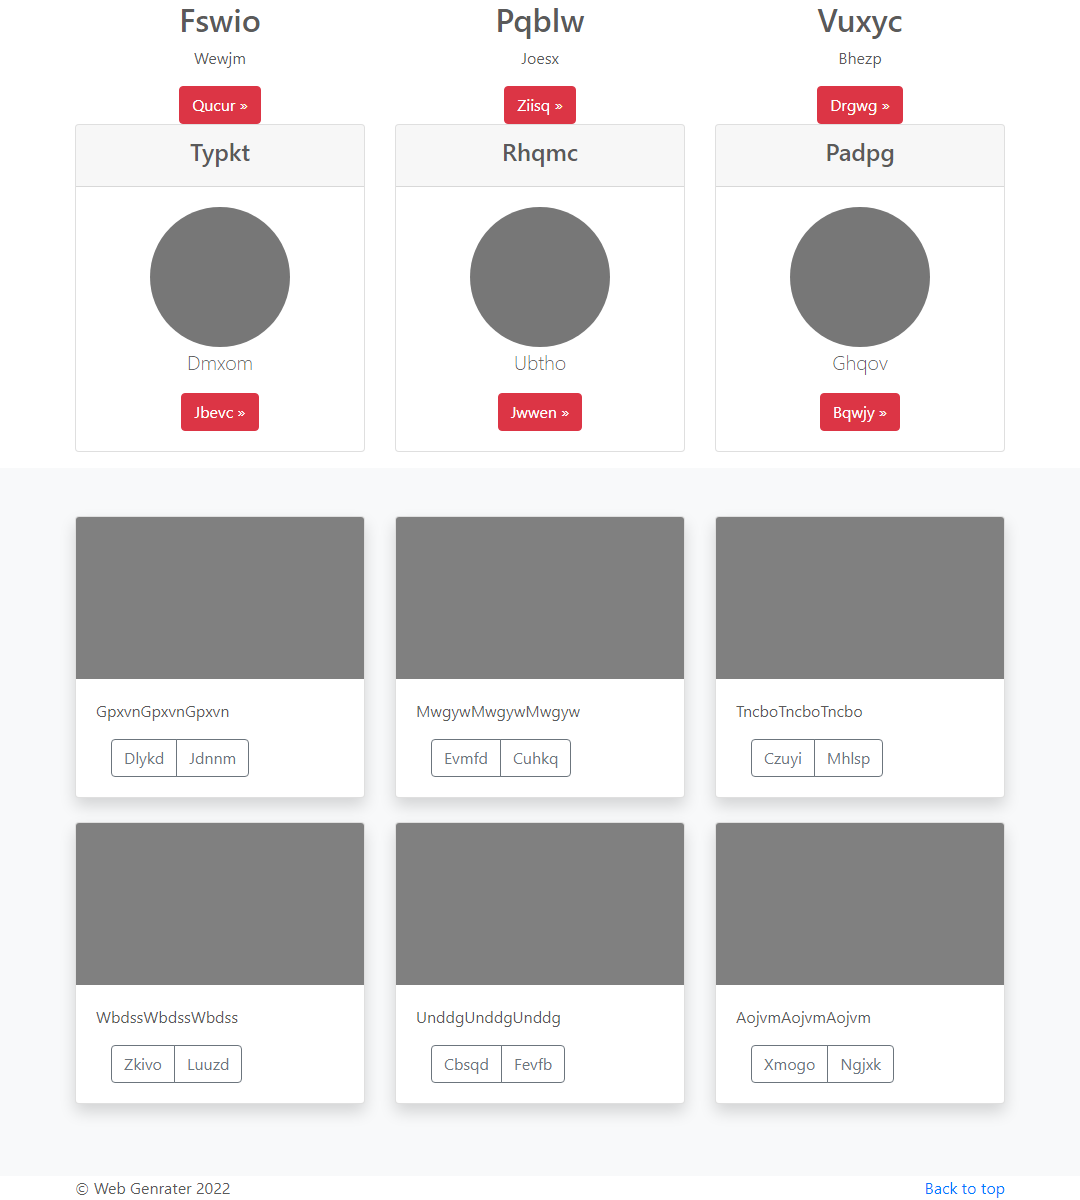 Fswio
Wewjm
Qucur »
Pqblw
Joesx
Ziisq »
Vuxyc
Bhezp
Drgwg »
Typkt
Dmxom
Jbevc »
Rhqmc
Ubtho
Jwwen »
Padpg
Ghqov
Bqwjy »
GpxvnGpxvnGpxvn
Dlykd Jdnnm
MwgywMwgywMwgyw
Evmfd Cuhkq
TncboTncboTncbo
Czuyi Mhlsp
WbdssWbdssWbdss
Zkivo Luuzd
UnddgUnddgUnddg
Cbsqd Fevfb
AojvmAojvmAojvm
Xmogo Ngjxk
© Web Genrater 2022
Back to top